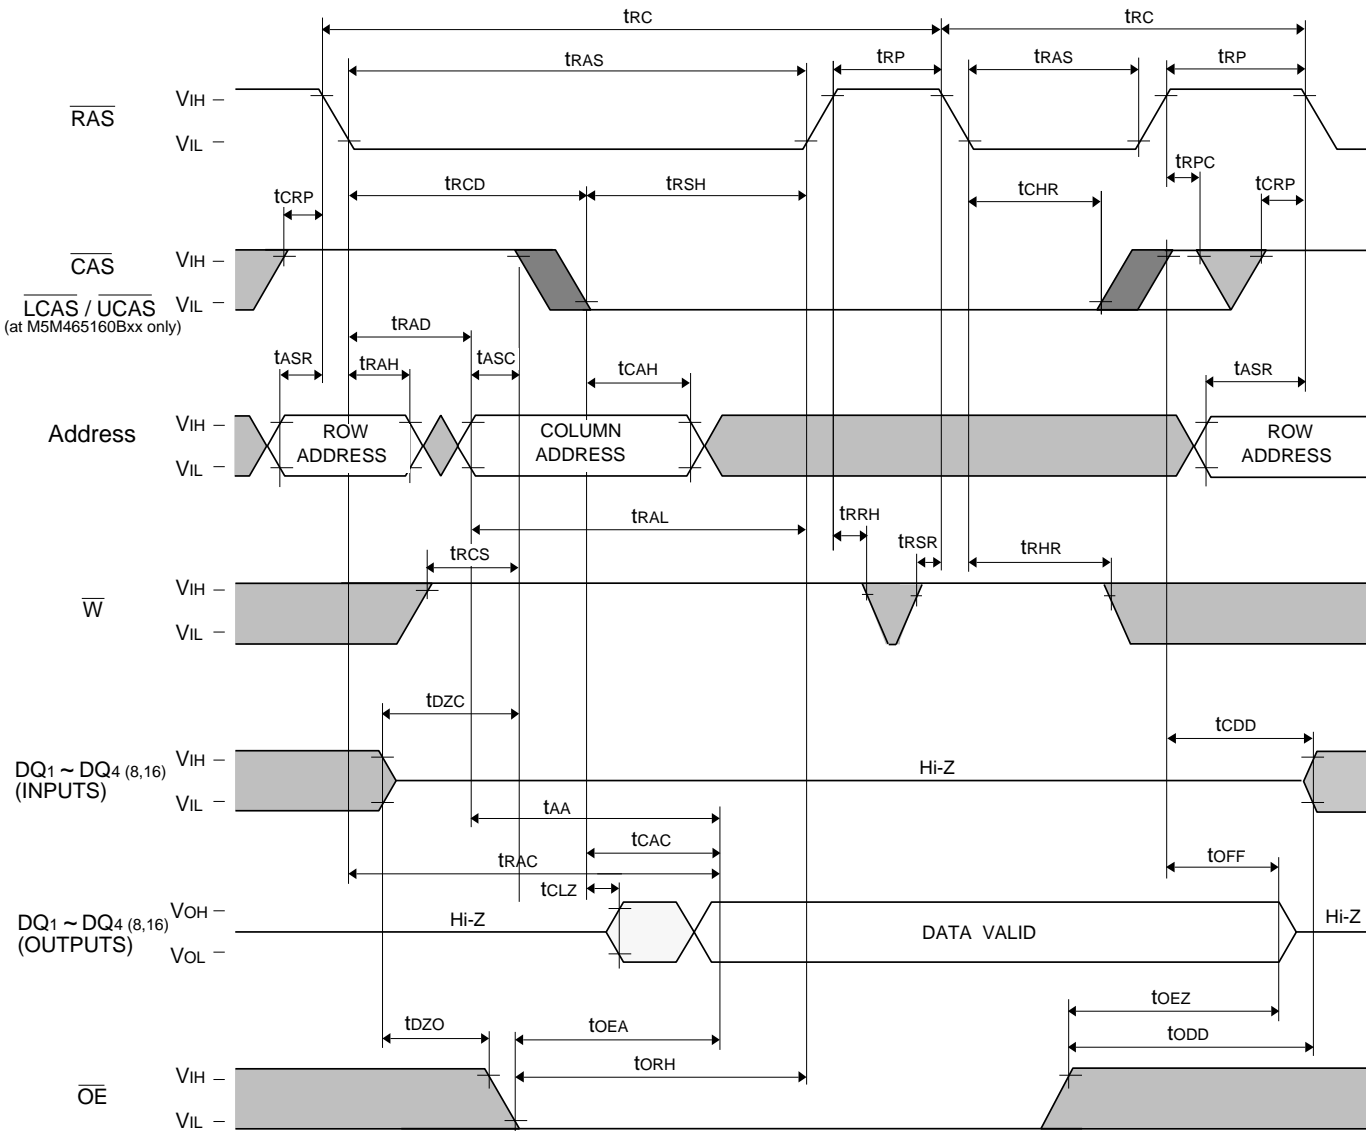 tRC tRC
tRAS tRP tRAS tRP
RAS VIH
VIL
tRPC
tCRP tRCD tRSH tCHR tCRP
CAS VIH
LCAS / UCAS VIL
(at M5M465160Bxx only)
tRAD
tASR tRAH tASC tCAH tASR
Address VIH
VIL
ROW ADDRESS
COLUMN ADDRESS
ROW ADDRESS
tRAL tRRH
tRCS tRSR tRHR
W VIH
VIL
tDZC tCDD
DQ1 ~ DQ4 (8,16) VIH
(INPUTS) VIL
Hi-Z
tAA
tCAC
tRAC tOFF
tCLZ
DQ1 ~ DQ4 (8,16) VOH
(OUTPUTS) VOL
Hi-Z DATA VALID Hi-Z
tOEZ
tDZO tOEA tODD
tORH
OE VIH
VIL